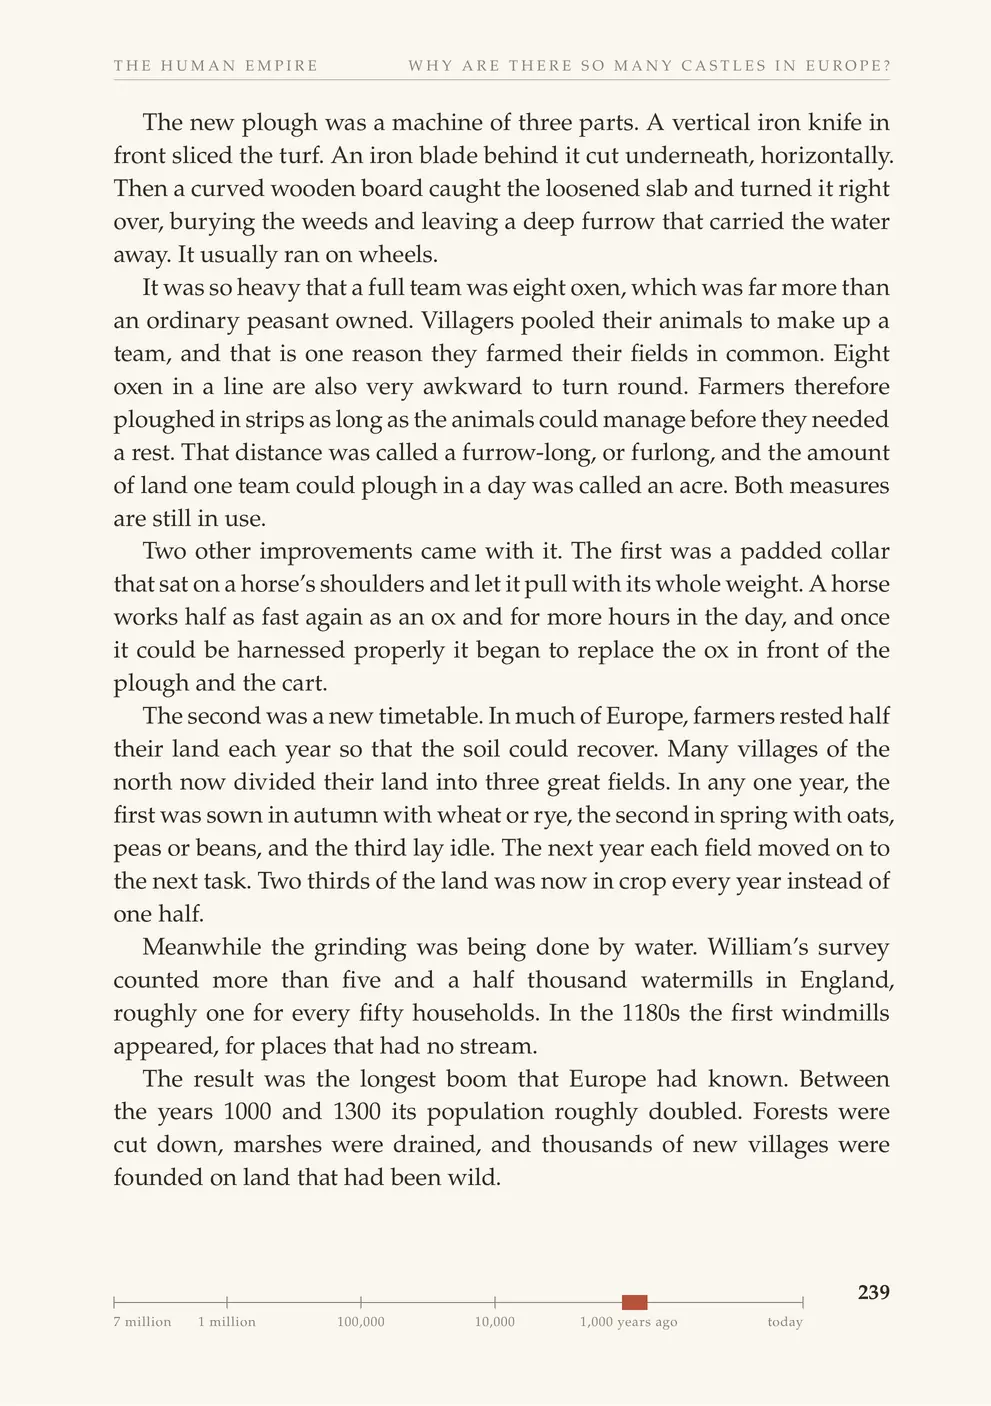 THE HUMAN EMPIRE WHY ARE THERE SO MANY CASTLES IN EUROPE?
The new plough was a machine of three parts. A vertical iron knife in
front sliced the turf. An iron blade behind it cut underneath, horizontally.
Then a curved wooden board caught the loosened slab and turned it right
over, burying the weeds and leaving a deep furrow that carried the water
away. It usually ran on wheels.
It was so heavy that a full team was eight oxen, which was far more than
an ordinary peasant owned. Villagers pooled their animals to make up a
team, and that is one reason they farmed their fields in common. Eight
oxen in a line are also very awkward to turn round. Farmers therefore
ploughed in strips as long as the animals could manage before they needed
a rest. That distance was called a furrow-long, or furlong, and the amount
of land one team could plough in a day was called an acre. Both measures
are still in use.
Two other improvements came with it. The first was a padded collar
that sat on a horse’s shoulders and let it pull with its whole weight. A horse
works half as fast again as an ox and for more hours in the day, and once
it could be harnessed properly it began to replace the ox in front of the
plough and the cart.
The second was a new timetable. In much of Europe, farmers rested half
their land each year so that the soil could recover. Many villages of the
north now divided their land into three great fields. In any one year, the
first was sown in autumn with wheat or rye, the second in spring with oats,
peas or beans, and the third lay idle. The next year each field moved on to
the next task. Two thirds of the land was now in crop every year instead of
one half.
Meanwhile the grinding was being done by water. William’s survey
counted more than five and a half thousand watermills in England,
roughly one for every fifty households. In the 1180s the first windmills
appeared, for places that had no stream.
The result was the longest boom that Europe had known. Between
the years 1000 and 1300 its population roughly doubled. Forests were
cut down, marshes were drained, and thousands of new villages were
founded on land that had been wild.
239
7 million 1 million 100,000 10,000 1,000 years ago today